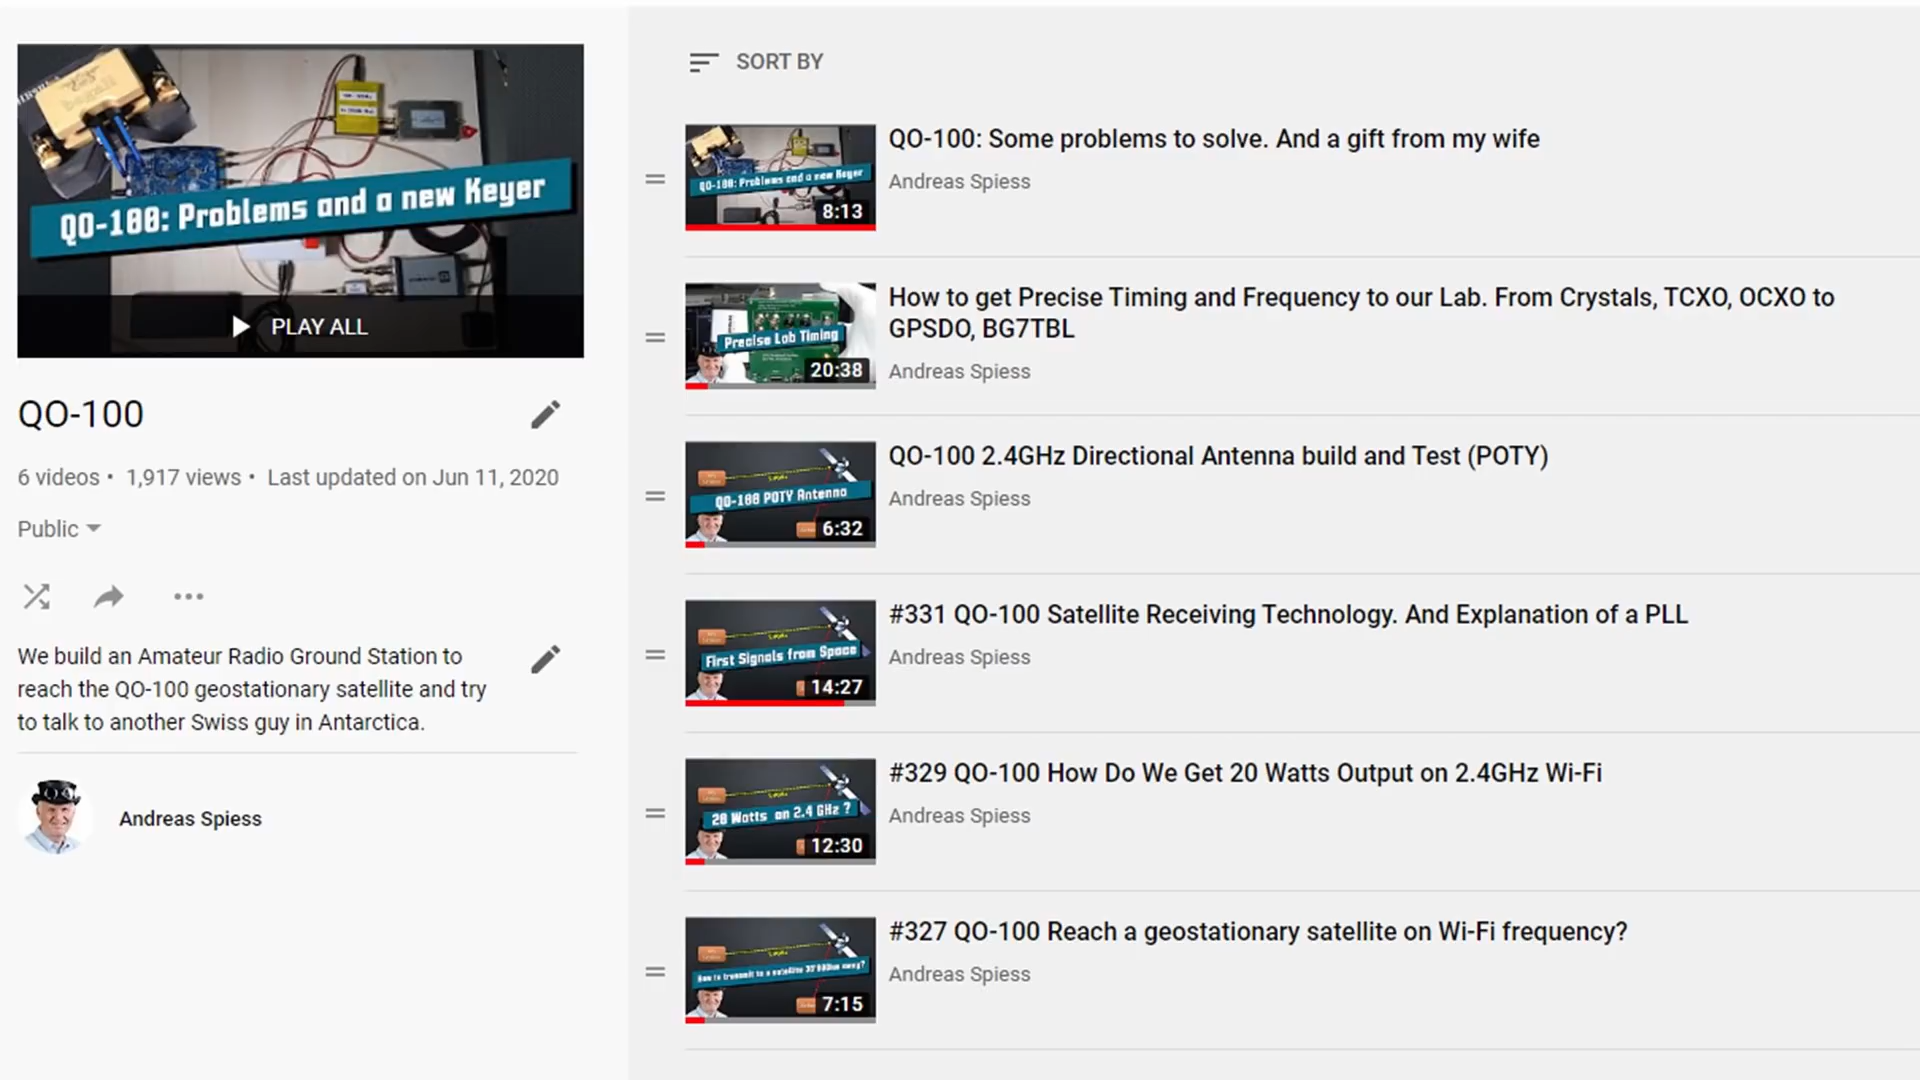 QO-100: Problems and a new Keyer
PLAY ALL
QO-100
6 videos • 1,917 views • Last updated on Jun 11, 2020
Public
We build an Amateur Radio Ground Station to
reach the QO-100 geostationary satellite and try
to talk to another Swiss guy in Antarctica.
Andreas Spiess
SORT BY
QO-100: Problems and a new Keyer
8:13
QO-100: Some problems to solve. And a gift from my wife
Andreas Spiess
Precise Lab Timing
20:38
How to get Precise Timing and Frequency to our Lab. From Crystals, TCXO, OCXO to
GPSDO, BG7TBL
Andreas Spiess
QO-100 POTY Antenna
6:32
QO-100 2.4GHz Directional Antenna build and Test (POTY)
Andreas Spiess
First Signals from Space
14:27
#331 QO-100 Satellite Receiving Technology. And Explanation of a PLL
Andreas Spiess
20 Watts on 2.4 GHz ?
12:30
#329 QO-100 How Do We Get 20 Watts Output on 2.4GHz Wi-Fi
Andreas Spiess
How to transmit to a satellite
7:15
#327 QO-100 Reach a geostationary satellite on Wi-Fi frequency?
Andreas Spiess